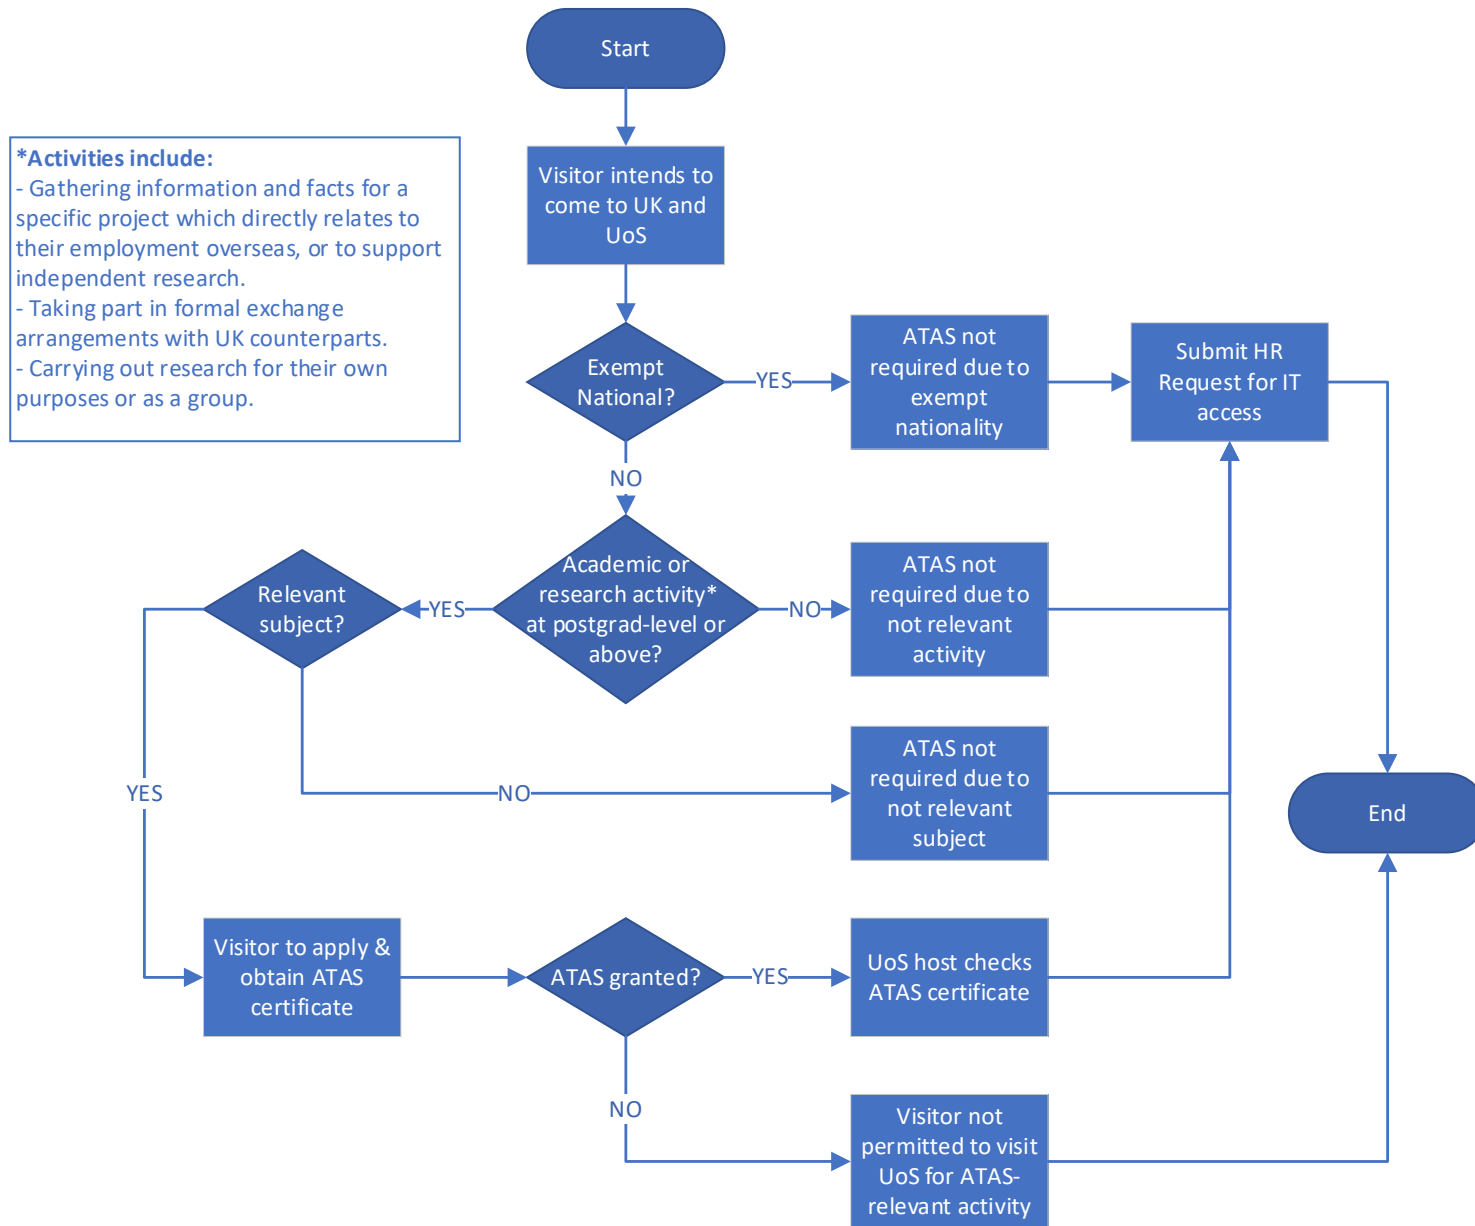 Start
*Activities include:
- Gathering information and facts for a
specific project which directly relates to
their employment overseas, or to support
independent research.
- Taking part in formal exchange
arrangements with UK counterparts.
- Carrying out research for their own
purposes or as a group.
Visitor intends to
come to UK and
UoS
Exempt
National?
YES
ATAS not
required due to
exempt
nationality
Submit HR
Request for IT
access
NO
Academic or
research activity*
at postgrad-level or
above?
YES
Relevant
subject?
NO
ATAS not
required due to
not relevant
activity
YES
NO
ATAS not
required due to
not relevant
subject
End
Visitor to apply &
obtain ATAS
certificate
ATAS granted?
YES
UoS host checks
ATAS certificate
NO
Visitor not
permitted to visit
UoS for ATAS-
relevant activity